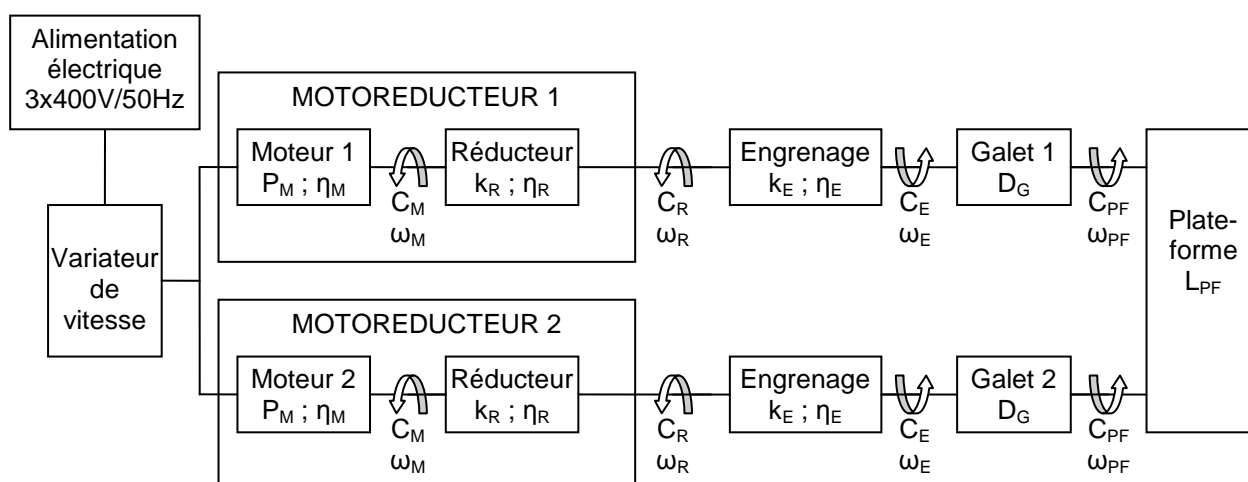 Alimentation
électrique
3x400V/50Hz
Variateur
de
vitesse
MOTOREDUCTEUR 1
Moteur 1
P_M ; η_M
C_M
ω_M
Réducteur
k_R ; η_R
C_R
ω_R
Engrenage
k_E ; η_E
C_E
ω_E
Galet 1
D_G
C_PF
ω_PF
Plate-
forme
L_PF
MOTOREDUCTEUR 2
Moteur 2
P_M ; η_M
C_M
ω_M
Réducteur
k_R ; η_R
C_R
ω_R
Engrenage
k_E ; η_E
C_E
ω_E
Galet 2
D_G
C_PF
ω_PF